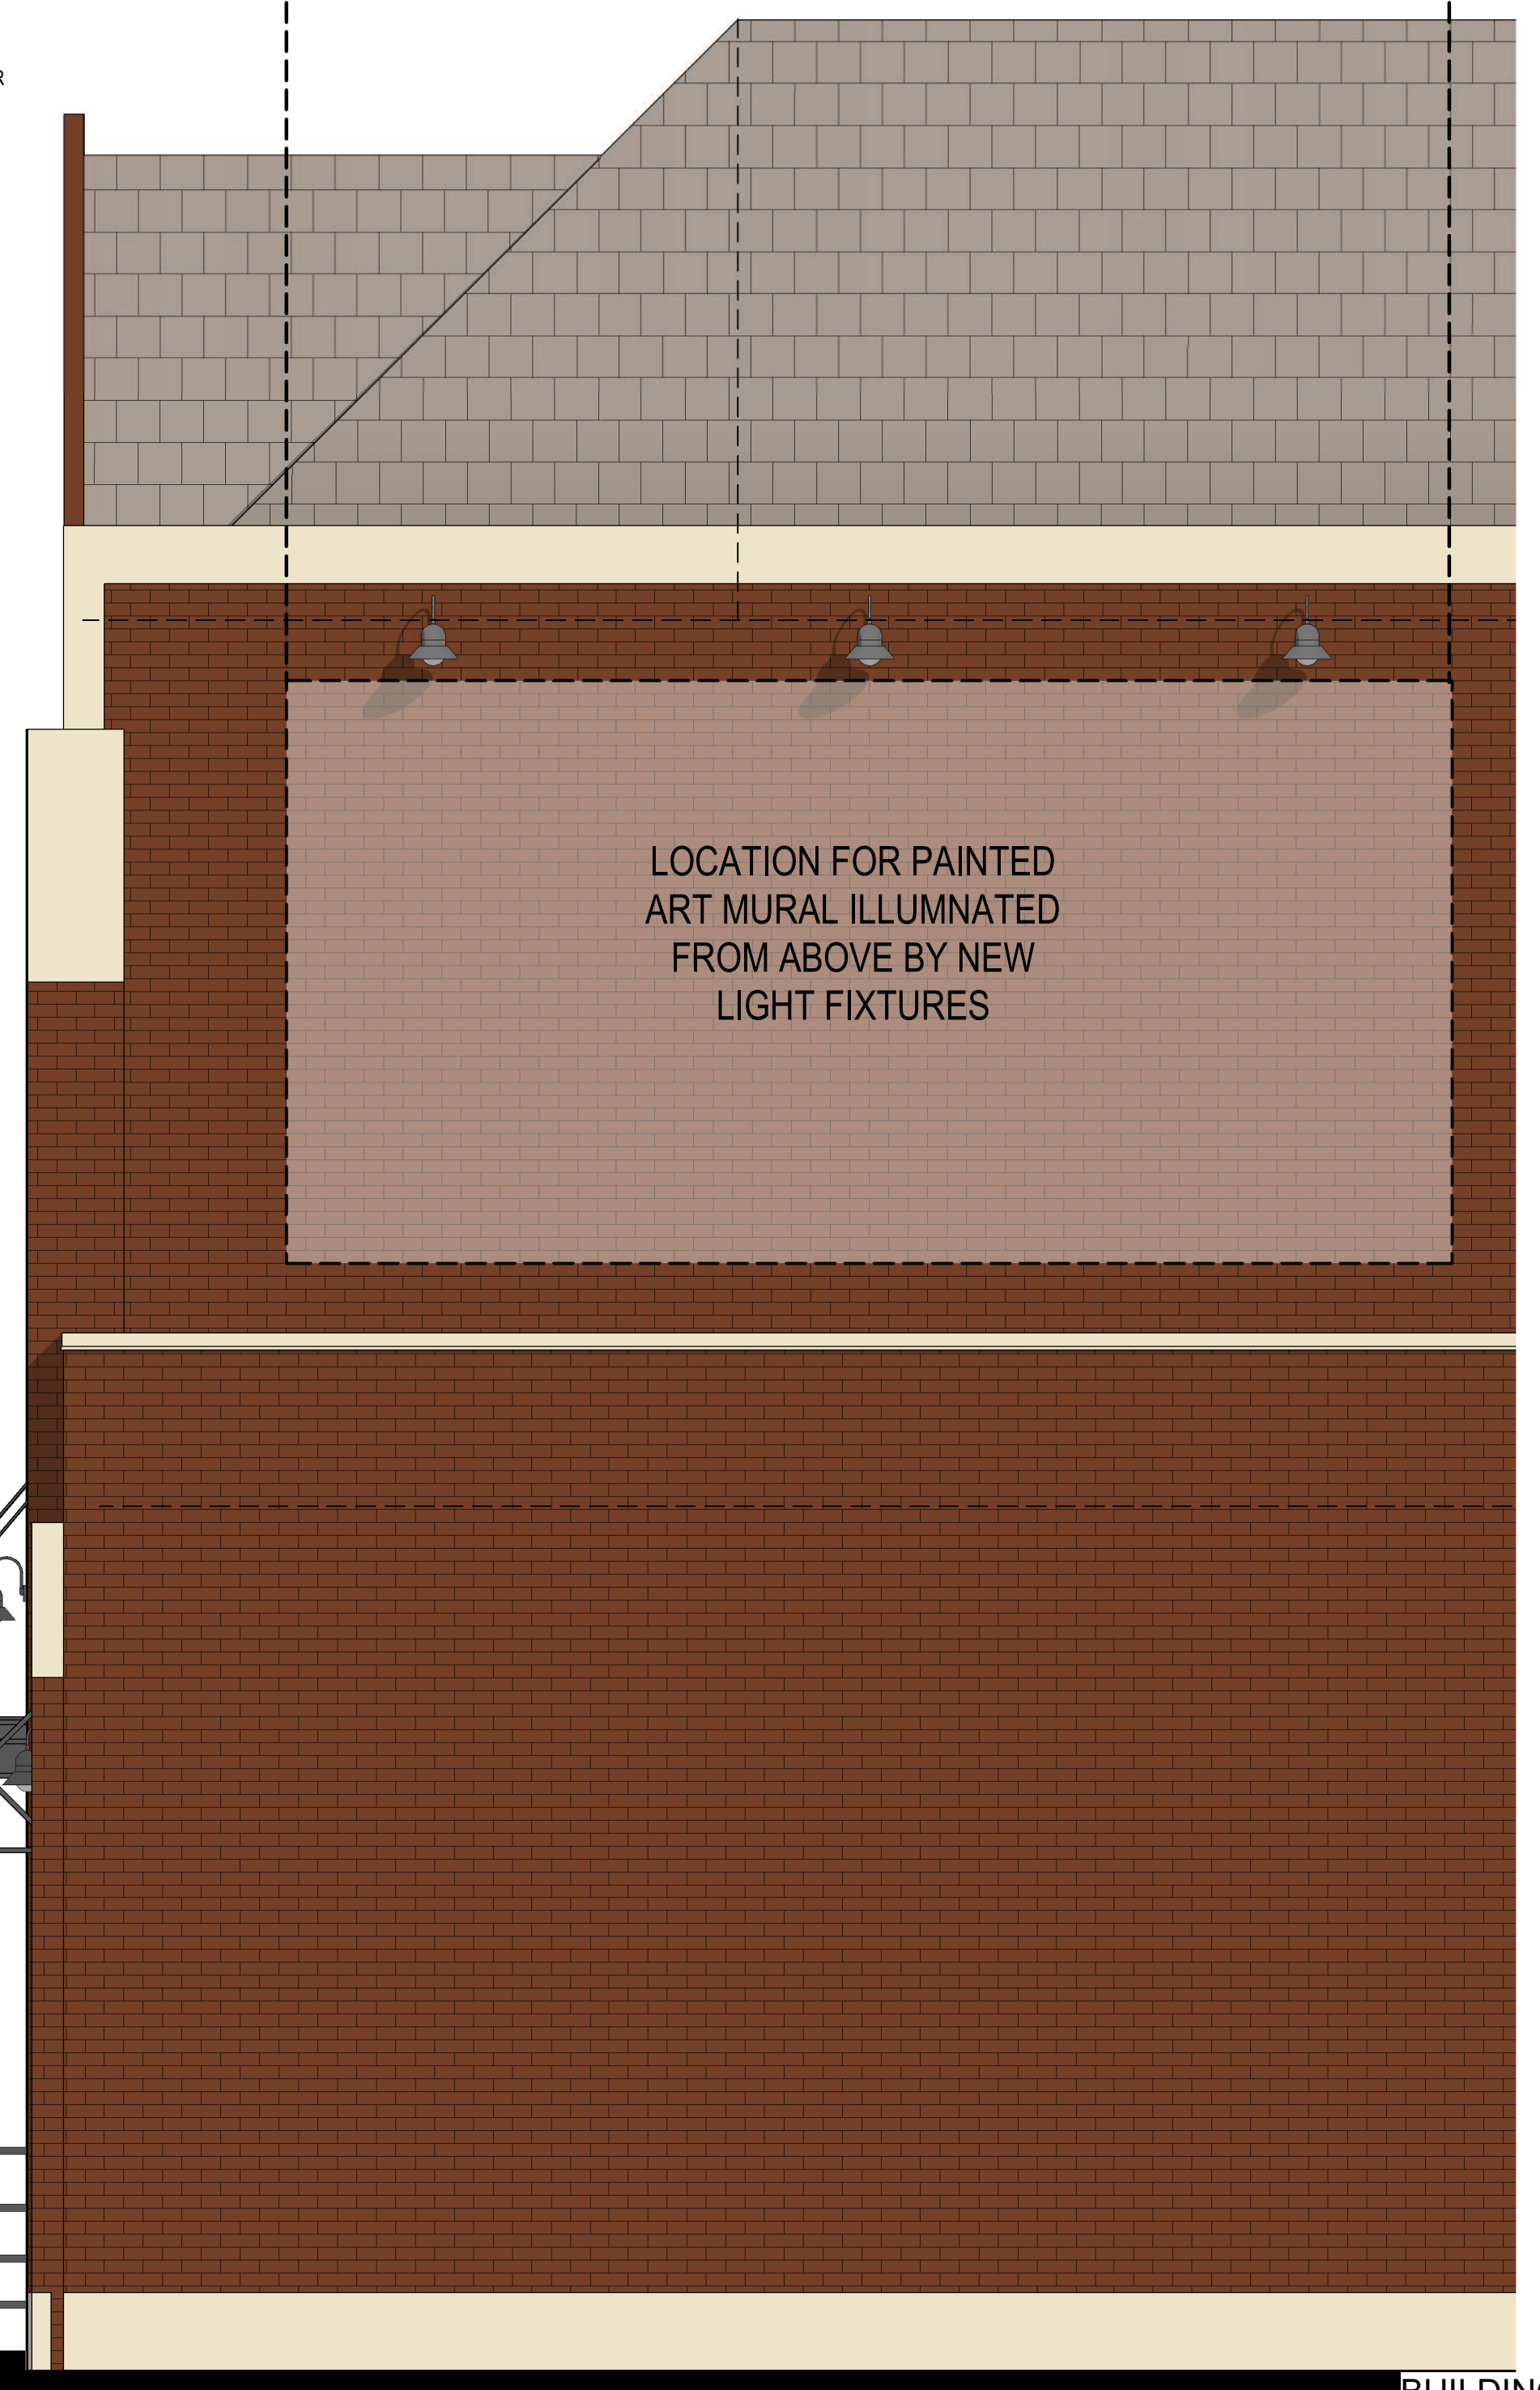 R
LOCATION FOR PAINTED
ART MURAL ILLUMNATED
FROM ABOVE BY NEW
LIGHT FIXTURES